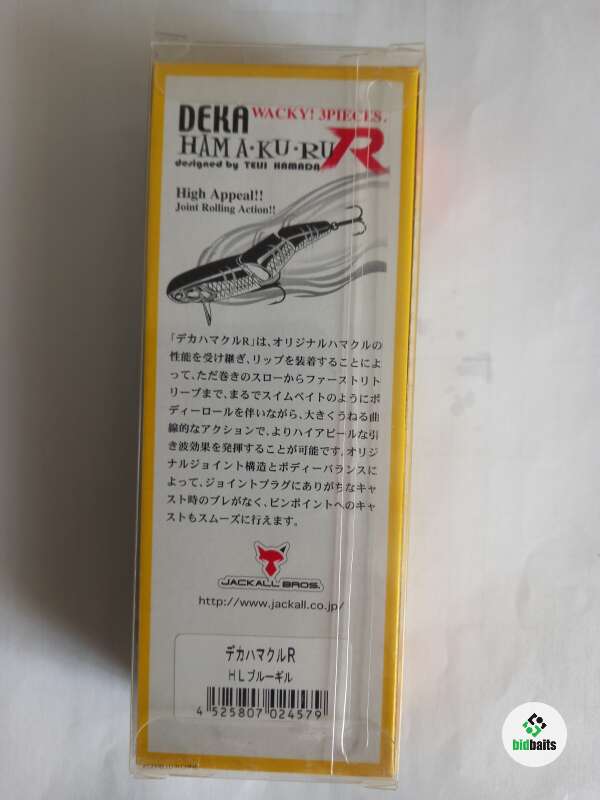 DEKA WACKY! 3PIECES.
HAMA·KU·RU R
designed by TEUI HAMADA
High Appeal!!
Joint Rolling Action!!
「デカハマクルR」は、オリジナルハマクルの
性能を受け継ぎ、リップを装着することによ
って、ただ巻きのスローからファーストリト
リーブまで、まるでスイムベイトのようにボ
ディーロールを伴いながら、大きくうねる曲
線的なアクションで、よりハイアピールな引
き波効果を発揮することが可能です。オリジ
ナルジョイント構造とボディーバランスに
よって、ジョイントプラグにありがちなキャ
スト時のブレがなく、ピンポイントへのキャ
ストもスムーズに行えます。
JACKALL BROS.
http://www.jackall.co.jp/
デカハマクルR
HLブルーギル
4 525807 024579
bidbaits